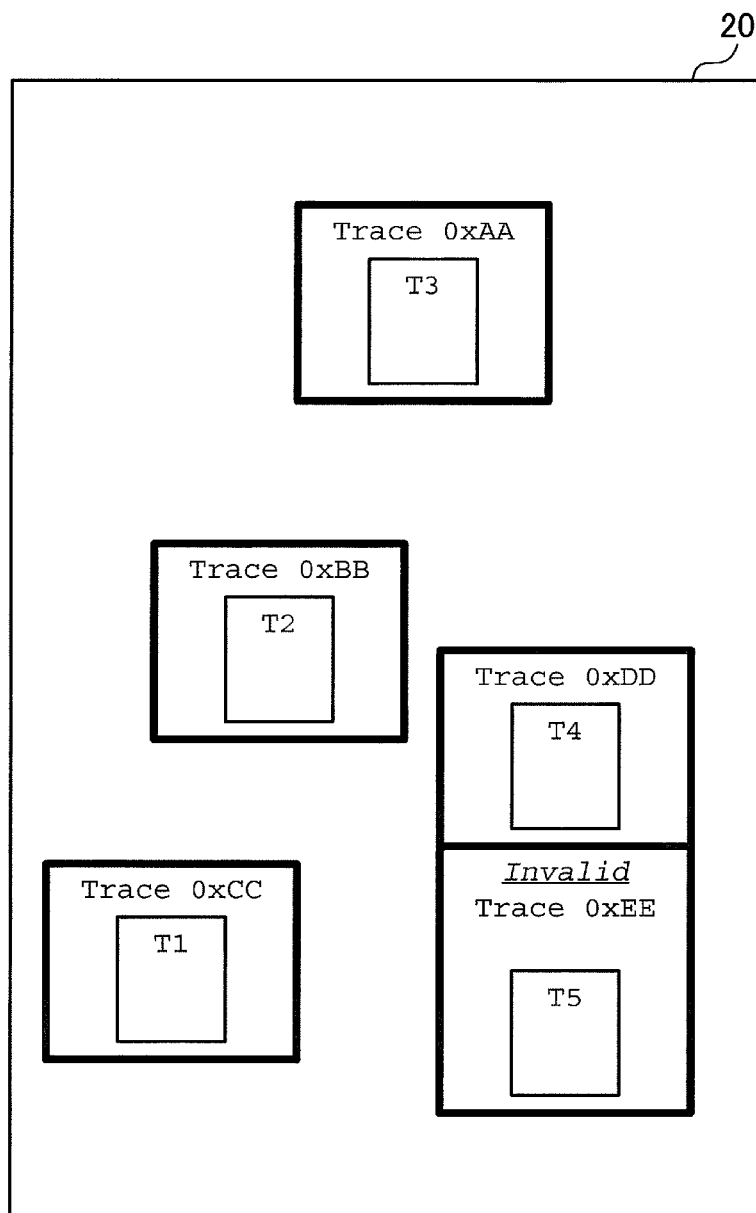 20
Trace 0xAA
T3
Trace 0xBB
T2
Trace 0xDD
T4
Trace 0xCC
T1
Invalid
Trace 0xEE
T5